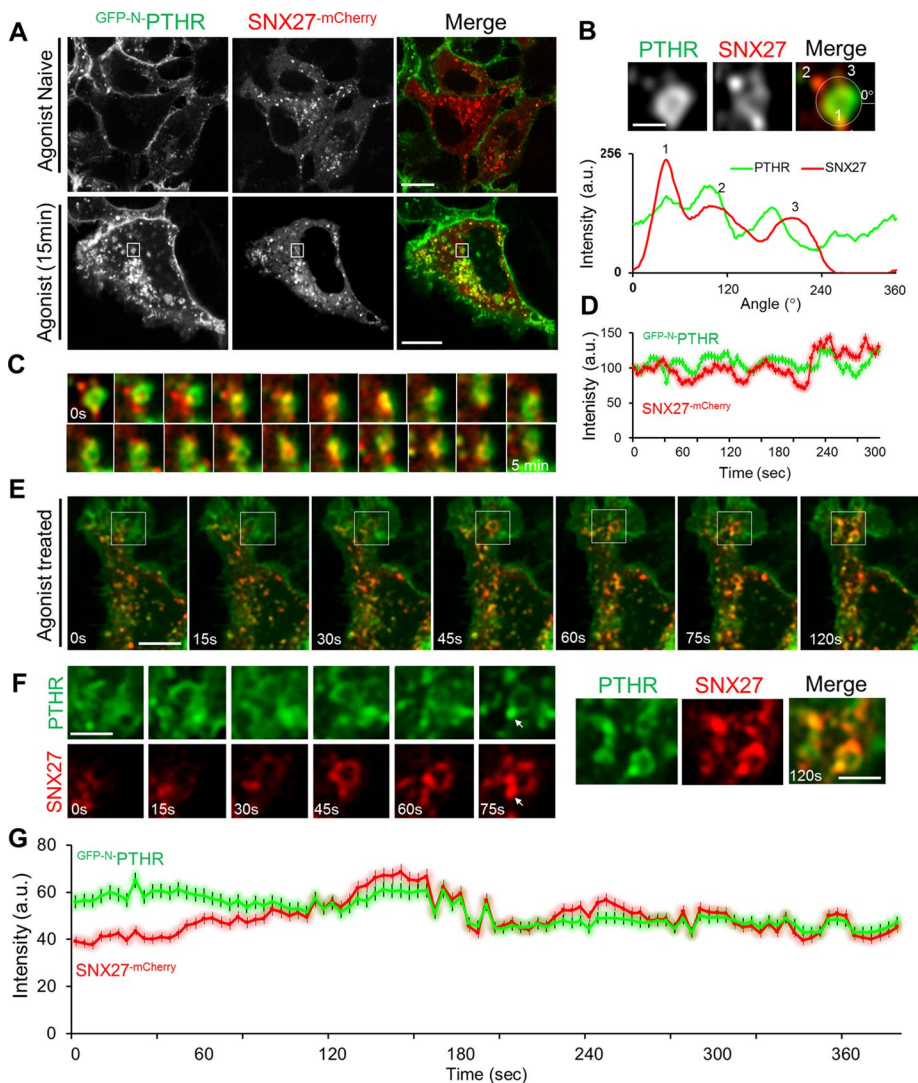 A
GFP-N-PTHR
SNX27-mCherry
Merge
Agonist Naive
Agonist (15min)
B
PTHR
SNX27
Merge
2
3
0°
1
256
1
PTHR
SNX27
2
3
Intensity (a.u.)
0
0
120
240
360
Angle (°)
C
0s
5 min
D
150
GFP-N-PTHR
100
50
SNX27-mCherry
0
Intenisty (a.u.)
0
60
120
180
240
300
Time (sec)
E
Agonist treated
0s
15s
30s
45s
60s
75s
120s
F
PTHR
SNX27
0s
15s
30s
45s
60s
75s
PTHR
SNX27
Merge
120s
G
80
GFP-N-PTHR
60
40
SNX27-mCherry
20
0
Intensity (a.u.)
0
60
120
180
240
300
360
Time (sec)